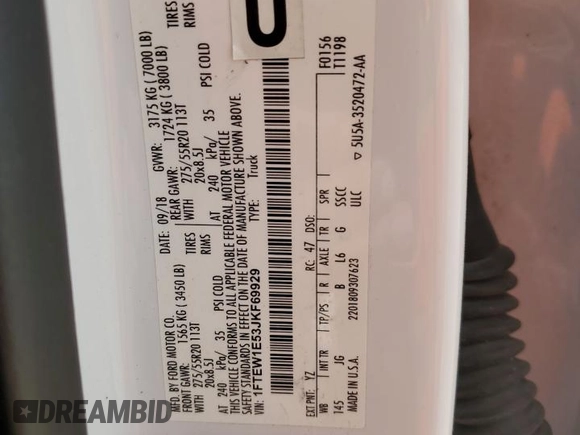 MFD. BY FORD MOTOR CO.
DATE: 09/18 GVWR: 3175 KG ( 7000 LB)
1565 KG ( 3450 LB) REAR GAWR: 1724 KG ( 3800 LB)
WITH 275/55R20 113T TIRES WITH 275/55R20 113T TIRES
20x8.5J RIMS 20x8.5J RIMS
AT 240 kPa/ 35 PSI COLD AT 240 kPa/ 35 PSI COLD
THIS VEHICLE CONFORMS TO ALL APPLICABLE FEDERAL MOTOR VEHICLE
SAFETY STANDARDS IN EFFECT ON THE DATE OF MANUFACTURE SHOWN ABOVE.
VIN: 1FTEW1E53JKF69929
TYPE: Truck
F0156
T1198
EXT PNT: YZ RC: 47 DSO:
WB INT TR TP/PS R AXLE TR SPR
145 JG B L6 G SSCC
2201809307623 ULC
MADE IN U.S.A.
▽ 5U5A-3520472-AA
DREAMBID